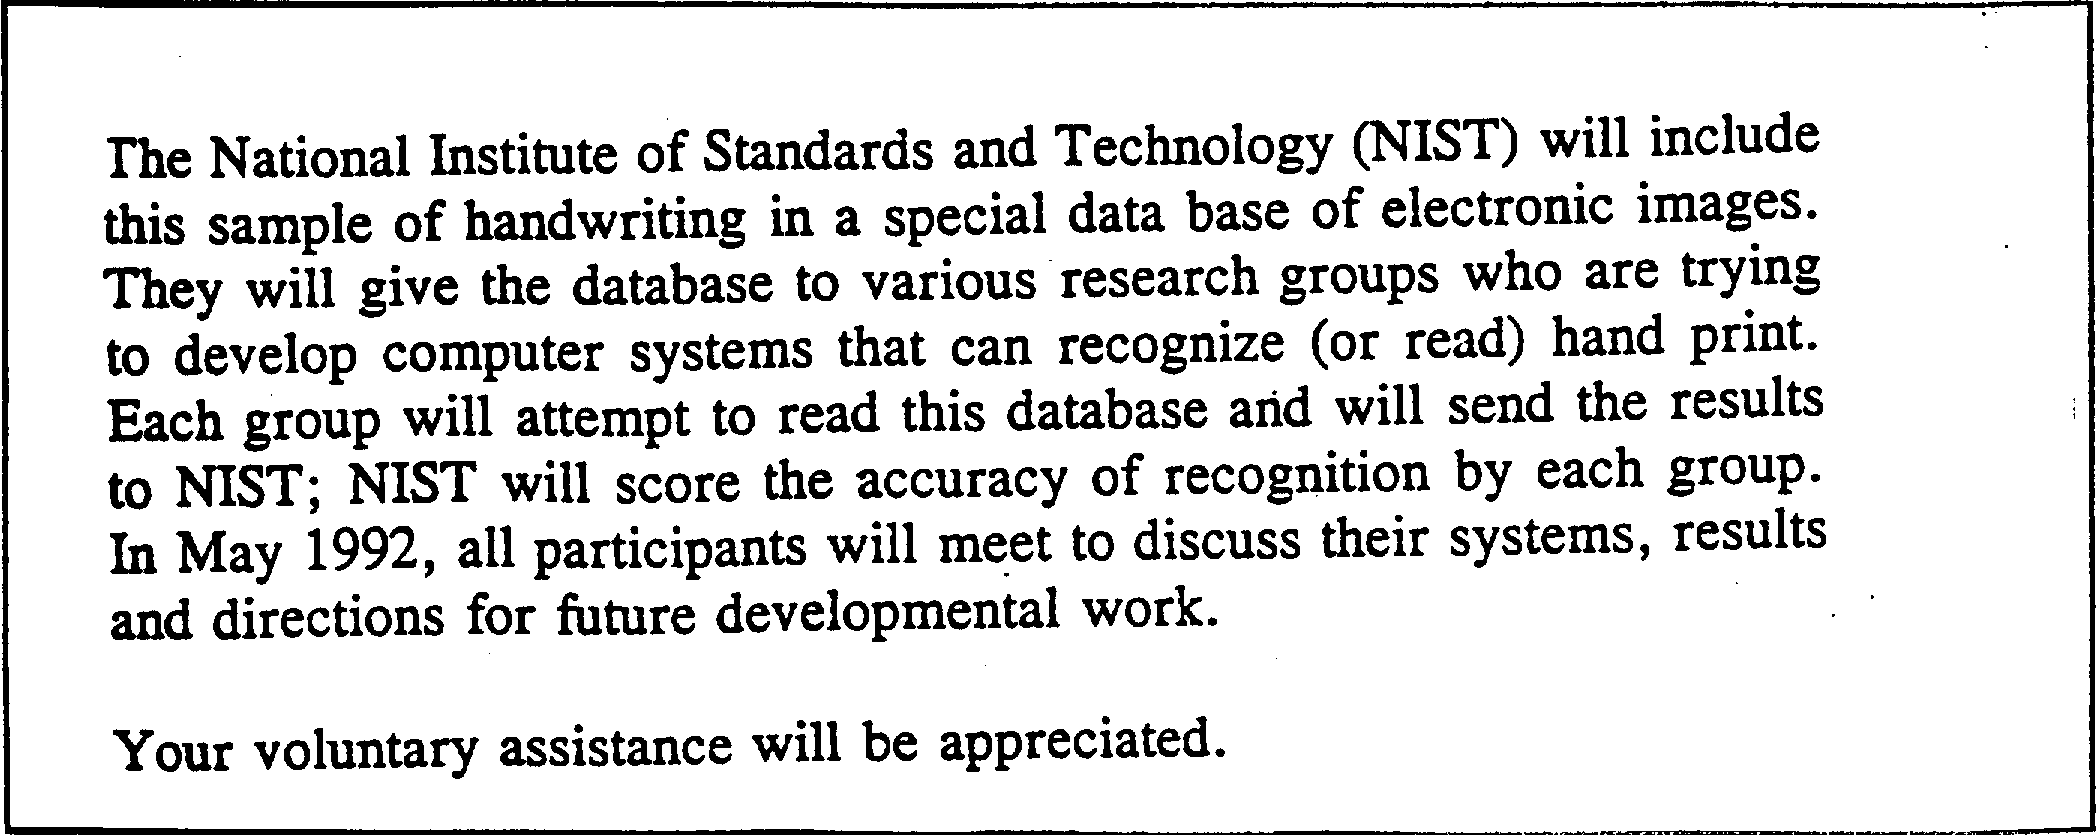 The National Institute of Standards and Technology (NIST) will include
this sample of handwriting in a special data base of electronic images.
They will give the database to various research groups who are trying
to develop computer systems that can recognize (or read) hand print.
Each group will attempt to read this database and will send the results
to NIST; NIST will score the accuracy of recognition by each group.
In May 1992, all participants will meet to discuss their systems, results
and directions for future developmental work.
Your voluntary assistance will be appreciated.